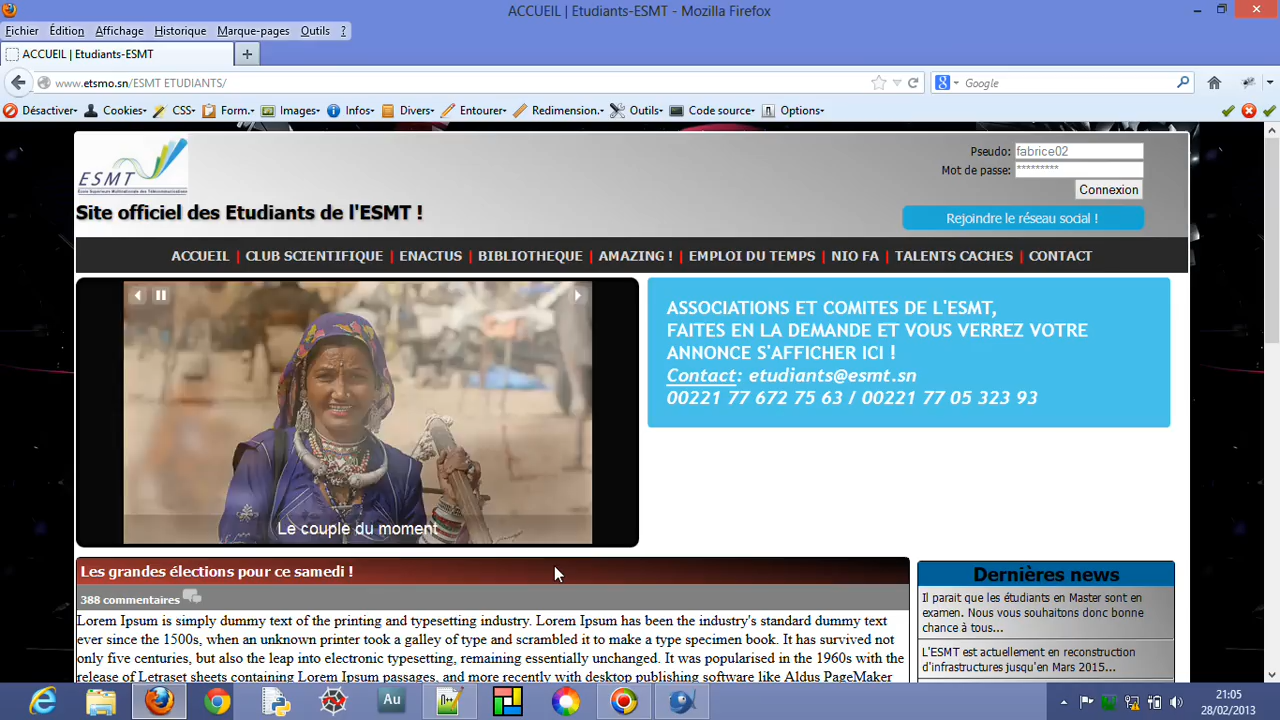 ACCUEIL | Etudiants-ESMT - Mozilla Firefox
Fichier Édition Affichage Historique Marque-pages Outils ?
ACCUEIL | Etudiants-ESMT +
www.etsmo.sn/ESMT ETUDIANTS/ Google
Désactiver Cookies CSS Form. Images Infos Divers Entourer Redimension. Outils Code source Options
ESMT
Pseudo: fabrice02
Mot de passe: *********
Connexion
Site officiel des Etudiants de l'ESMT !
Rejoindre le réseau social !
ACCUEIL | CLUB SCIENTIFIQUE | ENACTUS | BIBLIOTHEQUE | AMAZING ! | EMPLOI DU TEMPS | NIO FA | TALENTS CACHES | CONTACT
ASSOCIATIONS ET COMITES DE L'ESMT,
FAITES EN LA DEMANDE ET VOUS VERREZ VOTRE
ANNONCE S'AFFICHER ICI !
Contact: etudiants@esmt.sn
00221 77 672 75 63 / 00221 77 05 323 93
Le couple du moment
Les grandes élections pour ce samedi !
388 commentaires
Lorem Ipsum is simply dummy text of the printing and typesetting industry. Lorem Ipsum has been the industry's standard dummy text
ever since the 1500s, when an unknown printer took a galley of type and scrambled it to make a type specimen book. It has survived not
only five centuries, but also the leap into electronic typesetting, remaining essentially unchanged. It was popularised in the 1960s with the
release of Letraset sheets containing Lorem Ipsum passages, and more recently with desktop publishing software like Aldus PageMaker
Dernières news
Il parait que les étudiants en Master sont en
examen. Nous vous souhaitons donc bonne
chance à tous...
L'ESMT est actuellement en reconstruction
d'infrastructures jusqu'en Mars 2015...
Au
21:05
28/02/2013